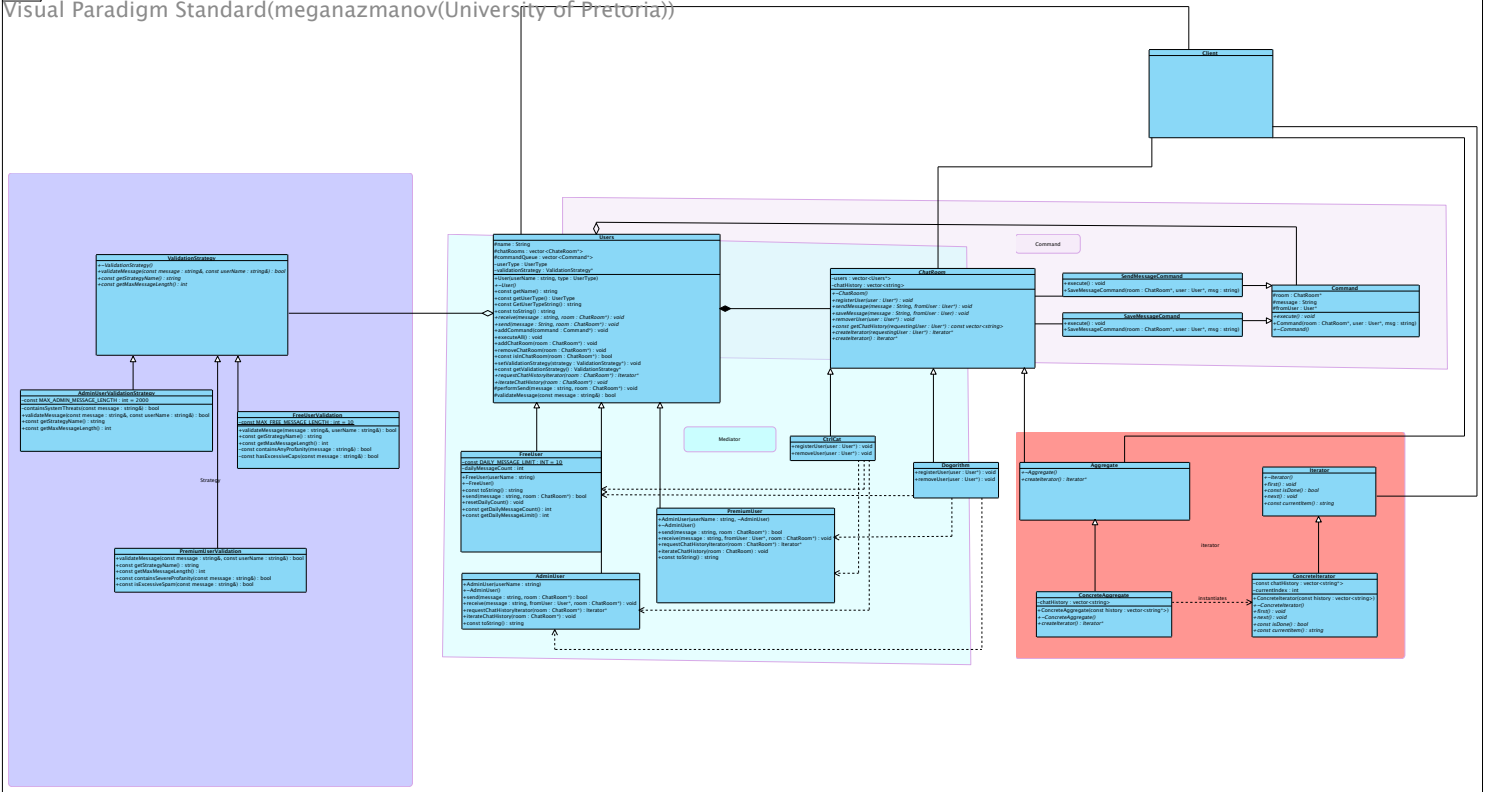 Visual Paradigm Standard(meganazmanov(University of Pretoria))
Client
Command
Users
#name : String
#chatRooms : vector<ChateRoom*>
#commandQueue : vector<Command*>
-userType : UserType
-validationStrategy : ValidationStrategy*
+User(userName : string, type : UserType)
+~User()
+const getName() : string
+const getUserType() : UserType
+const GetUserTypeString() : string
+const toString() : string
+receive(message : string, room : ChatRoom*) : void
+send(message : String, room : ChatRoom*) : void
+addCommand(command : Command*) : void
+executeAll() : void
+addChatRoom(room : ChatRoom*) : void
+removeChatRoom(room : ChatRoom*) : void
+const isInChatRoom(room : ChatRoom*) : bool
+setValidationStrategy(strategy : ValidationStrategy*) : void
+const getValidationStrategy() : ValidationStrategy*
+requestChatHistoryIterator(room : ChatRoom*) : Iterator*
+iterateChatHistory(room : ChatRoom*) : void
#performSend(message : string, room : ChatRoom*) : void
#validateMessage(const message : string&) : bool
ValidationStrategy
+~ValidationStrategy()
+validateMessage(const message : string&, const userName : string&) : bool
+const getStrategyName() : string
+const getMaxMessageLength() : int
ChatRoom
-users : vector<Users*>
-chatHistory : vector<string>
+~ChatRoom()
+registerUser(user : User*) : void
+sendMessage(message : String, fromUser : User*) : void
+saveMessage(message : String, fromUser : User) : void
+removerUser(user : User*) : void
+const getChatHistory(requestingUser : User*) : const vector<string>
+createIterator(requestingUser : User*) : Iterator*
+createIterator() : Iterator*
SendMessageCommand
+execute() : void
+SaveMessageCommand(room : ChatRoom*, user : User*, msg : string)
SaveMessageComand
+execute() : void
+SaveMessageCommand(room : ChatRoom*, user : User*, msg : string)
Command
#room : ChatRoom*
#message : String
#fromUser : User*
+execute() : void
+Command(room : ChatRoom*, user : User*, msg : string)
+~Command()
AdminUserValidationStrategy
-const MAX_ADMIN_MESSAGE_LENGTH : int = 2000
-containsSystemThreats(const message : string&) : bool
+validateMessage(const message : string&, const userName : string&) : bool
+const getStrategyName() : string
+const getMaxMessageLength() : int
FreeUserValidation
-const MAX_FREE_MESSAGE_LENGTH : int = 10
+validateMessage(message : string&, userName : string&) : bool
+const getStrategyName() : string
+const getMaxMessageLength() : int
-const containsAnyProfanity(const message : string&) : bool
-const hasExcessiveCaps(const message : string&) : bool
Strategy
PremiumUserValidation
+validateMessage(const message : string&, const userName : string&) : bool
+const getStrategyName() : string
+const getMaxMessageLength() : int
-const containsSevereProfanity(const message : string&) : bool
-const isExcessiveSpam(const message : string&) : bool
Mediator
CtrlCat
+registerUser(user : User*) : void
+removeUser(user : User*) : void
Dogorithm
+registerUser(user : User*) : void
+removeUser(user : User*) : void
FreeUser
-const DAILY_MESSAGE_LIMIT : INT = 10
-dailyMessageCount : int
+FreeUser(userName : string)
+~FreeUser()
+const toString() : string
+send(message : string, room : ChatRoom*) : bool
+resetDailyCount() : void
+const getDailyMessageCount() : int
+const getDailyMessageLimit() : int
PremiumUser
+AdminUser(userName : string, ~AdminUser)
+~AdminUser()
+send(message : string, room : ChatRoom*) : bool
+receive(message : string, fromUser : User*, room : ChatRoom*) : void
+requestChatHistoryIterator(room : ChatRoom*) : Iterator*
+iterateChatHistory(room : ChatRoom) : void
+const toString() : string
AdminUser
+AdminUser(userName : string)
+~AdminUser()
+send(message : string, room : ChatRoom*) : bool
+receive(message : string, fromUser : User*, room : ChatRoom*) : void
+requestChatHistoryIterator(room : ChatRoom*) : Iterator*
+iterateChatHistory(room : ChatRoom*) : void
+const toString() : string
Aggregate
+~Aggregate()
+createIterator() : Iterator*
Iterator
+~Iterator()
+first() : void
+const isDone() : bool
+next() : void
+const currentItem() : string
iterator
ConcreteAggregate
-chatHistory : vector<string>
+ConcreteAggregate(const history : vector<string*>)
+~ConcreteAggregate()
+createIterator() : Iterator*
instantiates
ConcreteIterator
-const chatHistory : vector<string*>
-currentIndex : int
+ConcreteIterator(const history : vector<string>)
+~ConcreteIterator()
+first() : void
+next() : void
+const isDone() : bool
+const currentItem() : string